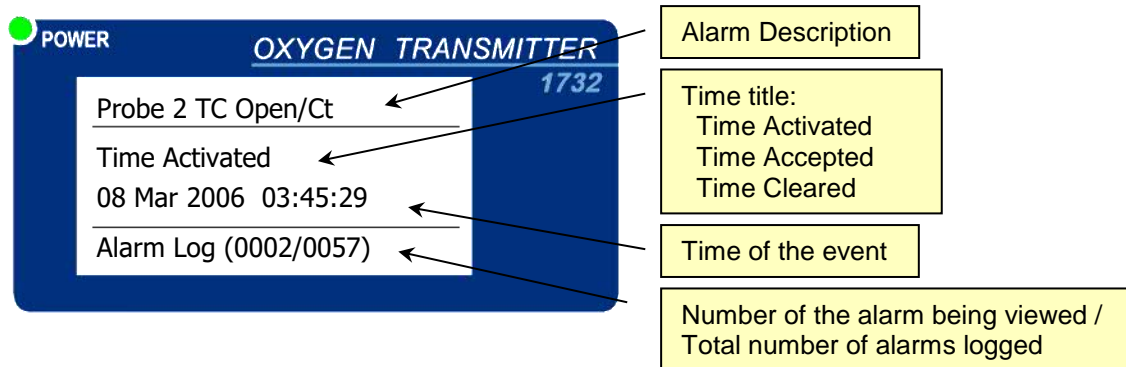 POWER
OXYGEN TRANSMITTER
1732
Probe 2 TC Open/Ct
Time Activated
08 Mar 2006 03:45:29
Alarm Log (0002/0057)
Alarm Description
Time title:
Time Activated
Time Accepted
Time Cleared
Time of the event
Number of the alarm being viewed /
Total number of alarms logged